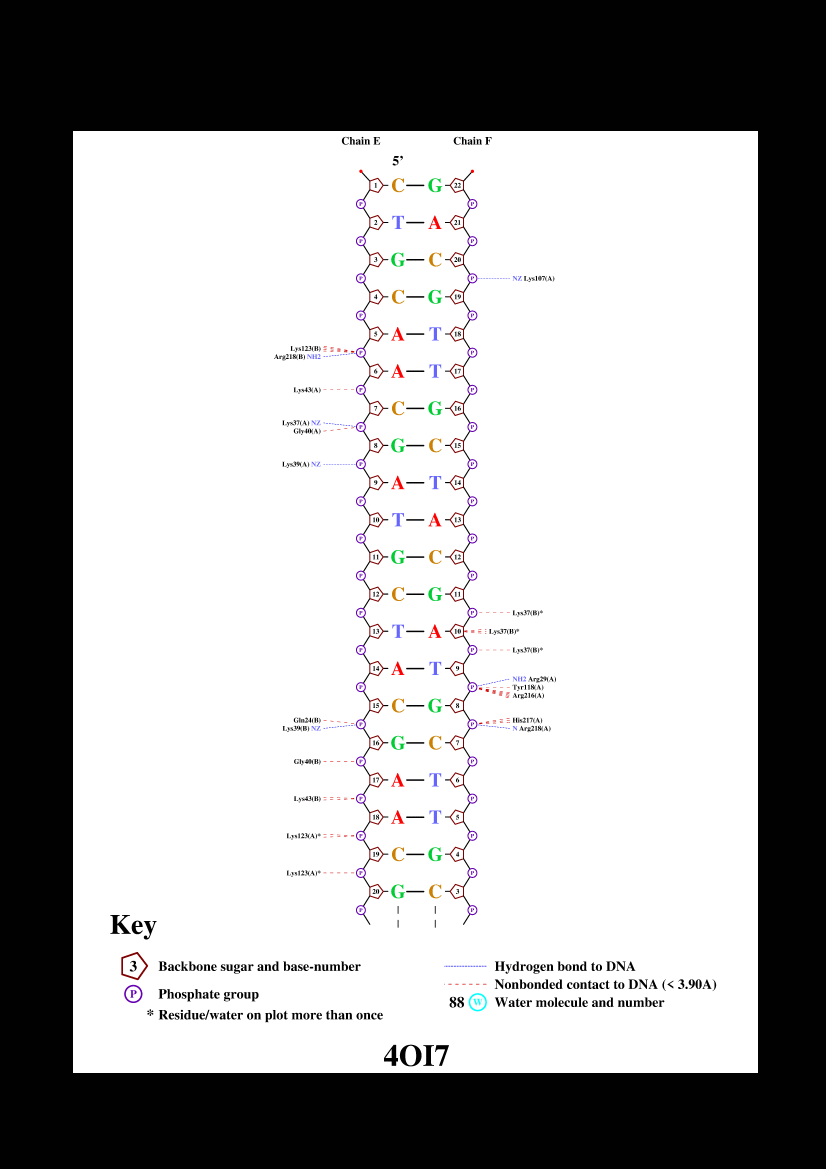 Chain E Chain F
5’
1 C G 22
P P
2 T A 21
P P
3 G C 20
P P NZ Lys107(A)
4 C G 19
P P
5 A T 18
Lys123(B) P P
Arg218(B) NH2
6 A T 17
Lys43(A) P P
7 C G 16
Lys37(A) NZ P P
Gly40(A)
8 G C 15
Lys39(A) NZ P P
9 A T 14
P P
10 T A 13
P P
11 G C 12
P P
12 C G 11
P P Lys37(B)*
13 T A 10 Lys37(B)*
P P Lys37(B)*
14 A T 9
NH2 Arg29(A)
P P Tyr118(A)
Arg216(A)
15 C G 8
Gln24(B) P P His217(A)
Lys39(B) NZ N Arg218(A)
16 G C 7
Gly40(B) P P
17 A T 6
Lys43(B) P P
18 A T 5
Lys123(A)* P P
19 C G 4
Lys123(A)* P P
20 G C 3
P P
Key
3 Backbone sugar and base-number
P Phosphate group
* Residue/water on plot more than once
Hydrogen bond to DNA
Nonbonded contact to DNA (< 3.90A)
88 W Water molecule and number
4OI7